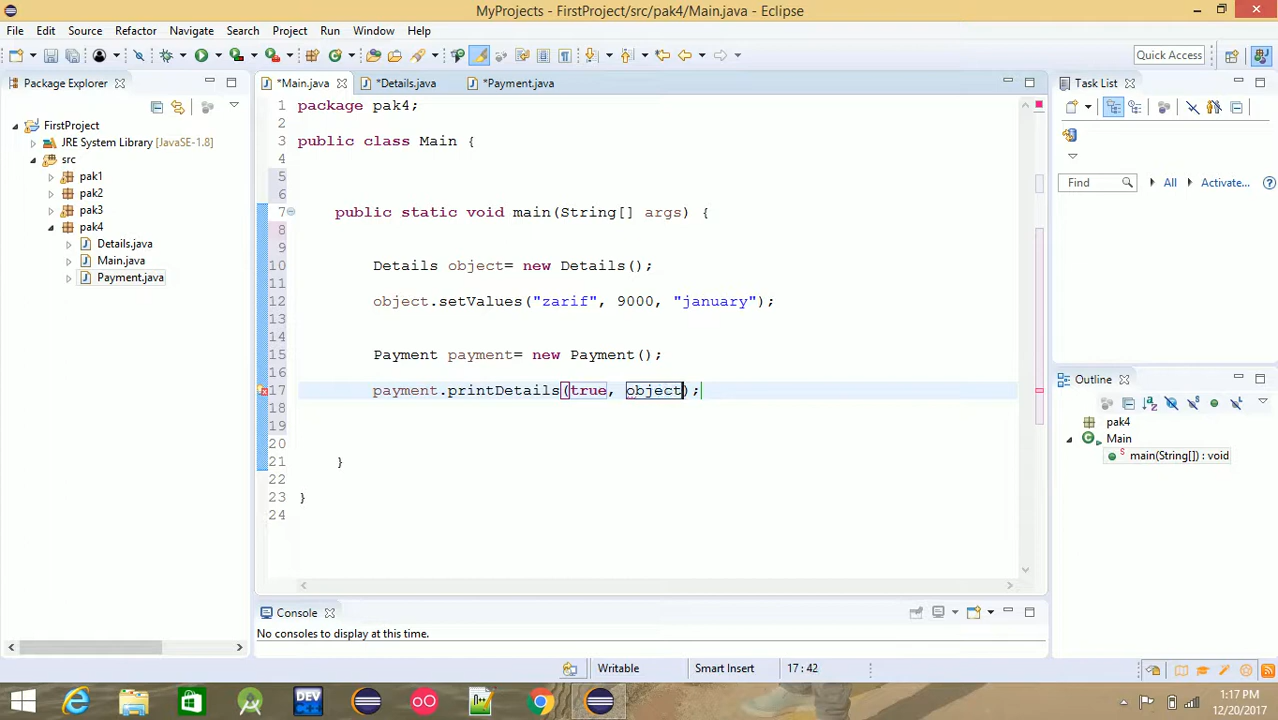 MyProjects - FirstProject/src/pak4/Main.java - Eclipse
File Edit Source Refactor Navigate Search Project Run Window Help
Quick Access
Package Explorer
*Main.java *Details.java *Payment.java
Task List
FirstProject
JRE System Library [JavaSE-1.8]
src
pak1
pak2
pak3
pak4
Details.java
Main.java
Payment.java
1 package pak4;
2
3 public class Main {
4
5
6
7 public static void main(String[] args) {
8
9
10 Details object= new Details();
11
12 object.setValues("zarif", 9000, "january");
13
14
15 Payment payment= new Payment();
16
17 payment.printDetails(true, object);
18
19
20
21 }
22
23 }
24
Find All Activate...
Outline
pak4
Main
main(String[]) : void
Console
No consoles to display at this time.
Writable Smart Insert 17 : 42
DEV
1:17 PM
12/20/2017